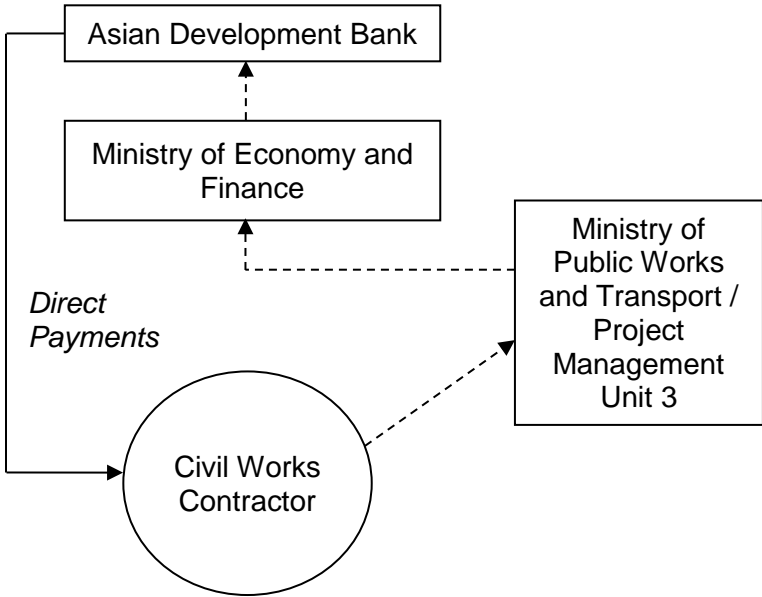 Asian Development Bank
Ministry of Economy and
Finance
Ministry of
Public Works
and Transport /
Project
Management
Unit 3
Direct
Payments
Civil Works
Contractor